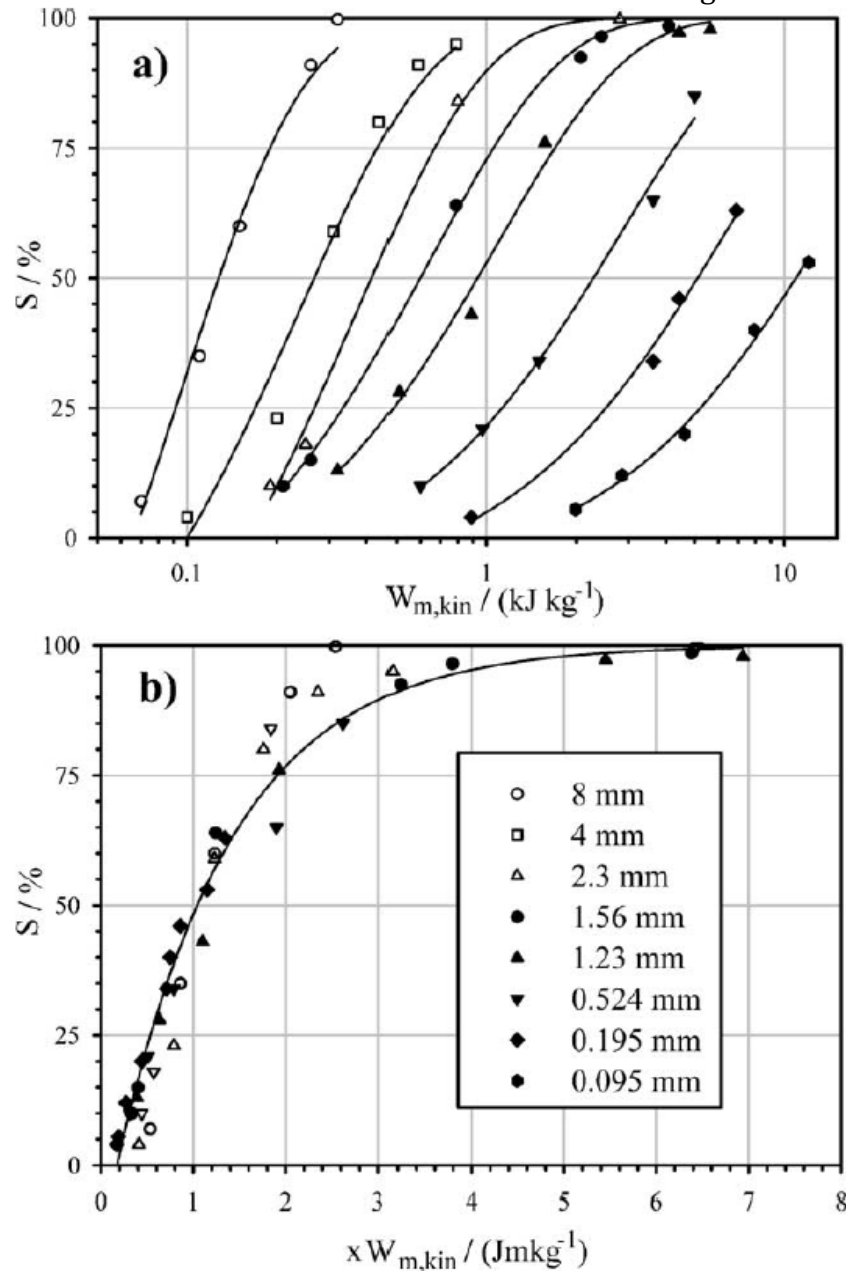 100
a)
75
S / %
50
25
0
0.1
1
10
W_{m,kin} / (kJ kg^{-1})
100
b)
75
S / %
50
25
0
8 mm
4 mm
2.3 mm
1.56 mm
1.23 mm
0.524 mm
0.195 mm
0.095 mm
0 1 2 3 4 5 6 7 8
x W_{m,kin} / (Jmkg^{-1})